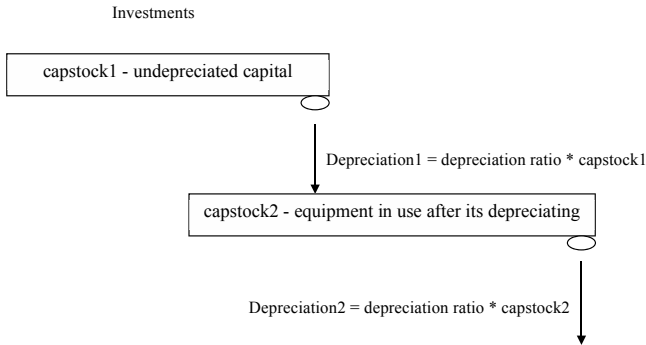 Investments
capstock1 - undepreciated capital
Depreciation1 = depreciation ratio * capstock1
capstock2 - equipment in use after its depreciating
Depreciation2 = depreciation ratio * capstock2